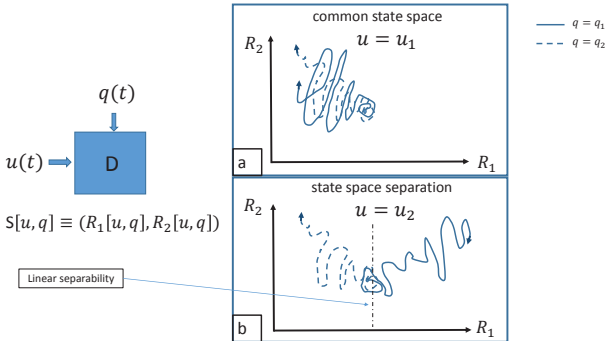 common state space
u = u₁
R₂
R₁
a
q = q₁
q = q₂
q(t)
u(t)
D
S[u, q] ≡ (R₁[u, q], R₂[u, q])
Linear separability
state space separation
u = u₂
R₂
R₁
b